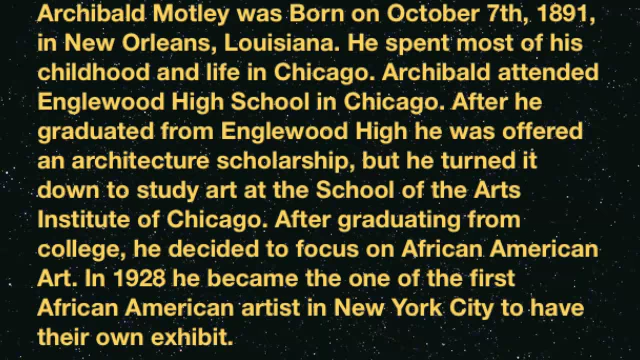 Archibald Motley was Born on October 7th, 1891,
in New Orleans, Louisiana. He spent most of his
childhood and life in Chicago. Archibald attended
Englewood High School in Chicago. After he
graduated from Englewood High he was offered
an architecture scholarship, but he turned it
down to study art at the School of the Arts
Institute of Chicago. After graduating from
college, he decided to focus on African American
Art. In 1928 he became the one of the first
African American artist in New York City to have
their own exhibit.